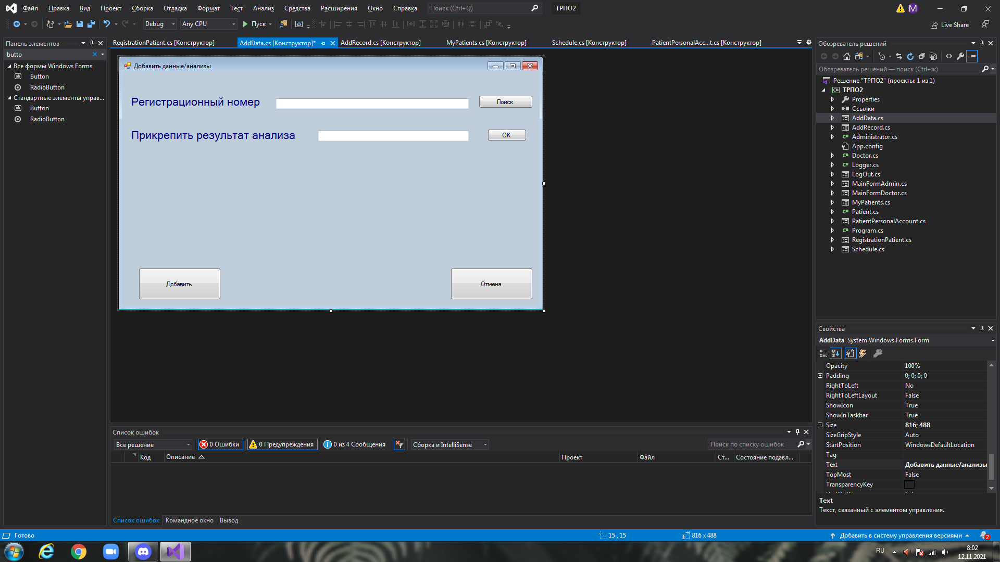 Файл Правка Вид Проект Сборка Отладка Формат Тест Анализ Средства Расширения Окно Справка Поиск (Ctrl+Q) ТРПО2 M
Debug Any CPU Пуск Live Share
Панель элементов
butto
Все формы Windows Forms
Button
RadioButton
Стандартные элементы управ...
Button
RadioButton
RegistrationPatient.cs [Конструктор] AddData.cs [Конструктор]* AddRecord.cs [Конструктор] MyPatients.cs [Конструктор] Schedule.cs [Конструктор] PatientPersonalAcc...t.cs [Конструктор]
Добавить данные/анализы
Регистрационный номер Поиск
Прикрепить результат анализа OK
Добавить Отмена
Обозреватель решений
Обозреватель решений — поиск (Ctrl+ж)
Решение "ТРПО2" (проекты: 1 из 1)
ТРПО2
Properties
Ссылки
AddData.cs
AddRecord.cs
Administrator.cs
App.config
Doctor.cs
Logger.cs
LogOut.cs
MainFormAdmin.cs
MainFormDoctor.cs
MyPatients.cs
Patient.cs
PatientPersonalAccount.cs
Program.cs
RegistrationPatient.cs
Schedule.cs
Свойства
AddData System.Windows.Forms.Form
Opacity 100%
Padding 0; 0; 0; 0
RightToLeft No
RightToLeftLayout False
ShowIcon True
ShowInTaskbar True
Size 816; 488
SizeGripStyle Auto
StartPosition WindowsDefaultLocation
Tag
Text Добавить данные/анализы
TopMost False
TransparencyKey
Text
Текст, связанный с элементом управления.
Список ошибок
Все решение 0 Ошибки 0 Предупреждения 0 из 4 Сообщения Сборка и IntelliSense Поиск по списку ошибок
Код Описание Проект Файл Ст... Состояние подавл...
Список ошибок Командное окно Вывод
Готово 15 , 15 816 x 488 Добавить в систему управления версиями 2
RU 8:02
12.11.2021